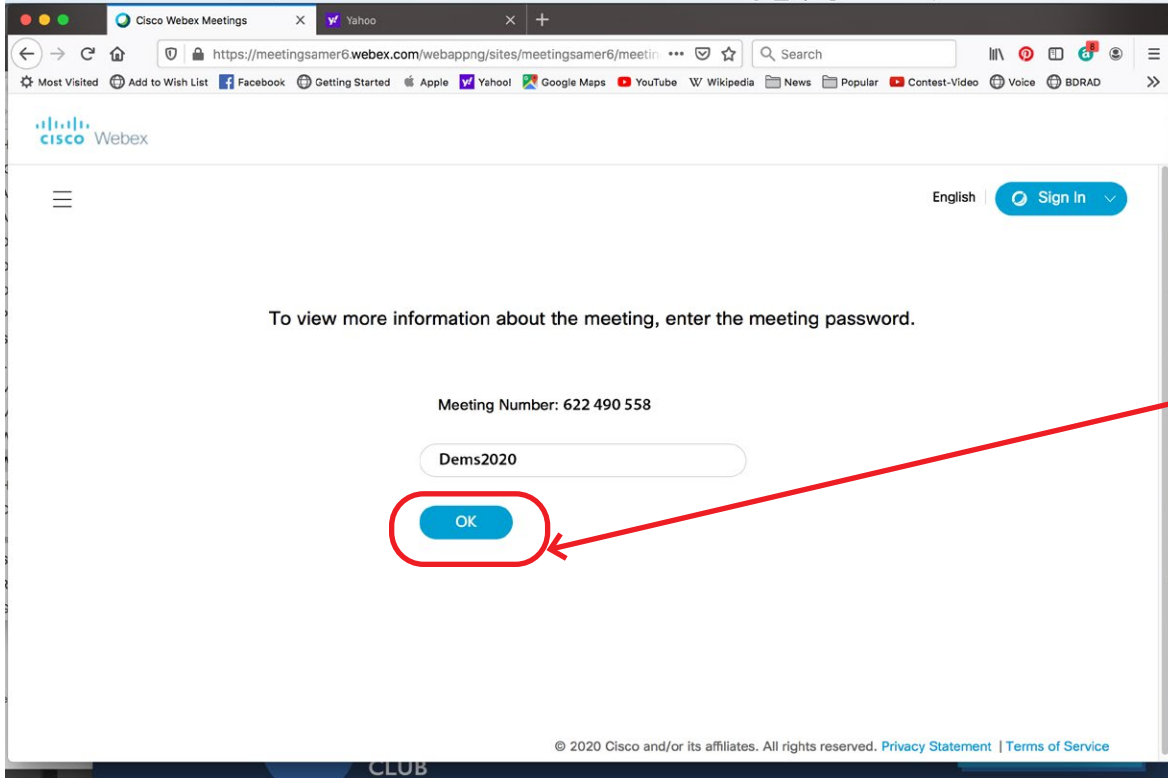 Cisco Webex Meetings
Yahoo
https://meetingsamer6.webex.com/webappng/sites/meetingsamer6/meetin
Search
8
Most Visited Add to Wish List Facebook Getting Started Apple Yahoo! Google Maps YouTube Wikipedia News Popular Contest-Video Voice BDRAD
CISCO Webex
English Sign In
To view more information about the meeting, enter the meeting password.
Meeting Number: 622 490 558
Dems2020
OK
© 2020 Cisco and/or its affiliates. All rights reserved. Privacy Statement | Terms of Service
CLUB